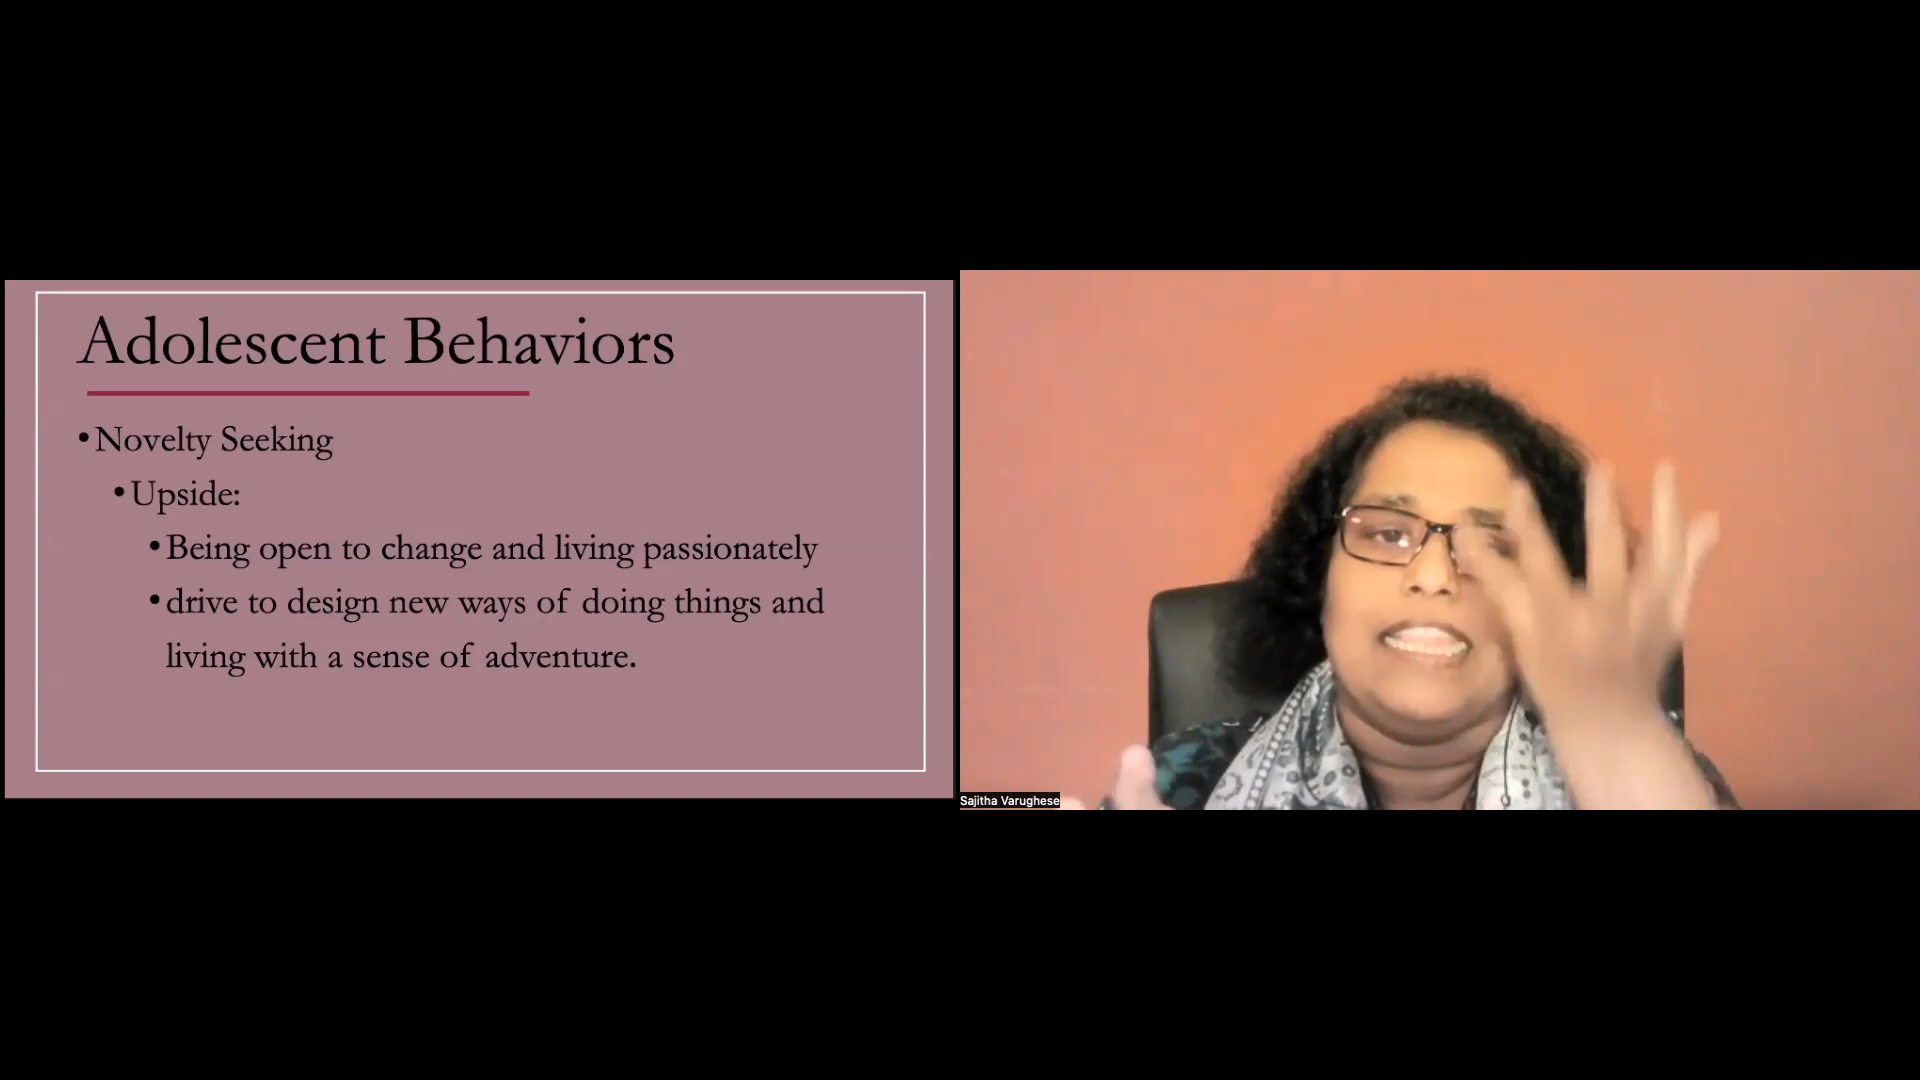 Adolescent Behaviors
•Novelty Seeking
•Upside:
•Being open to change and living passionately
•drive to design new ways of doing things and
living with a sense of adventure.
Sajitha Varughese